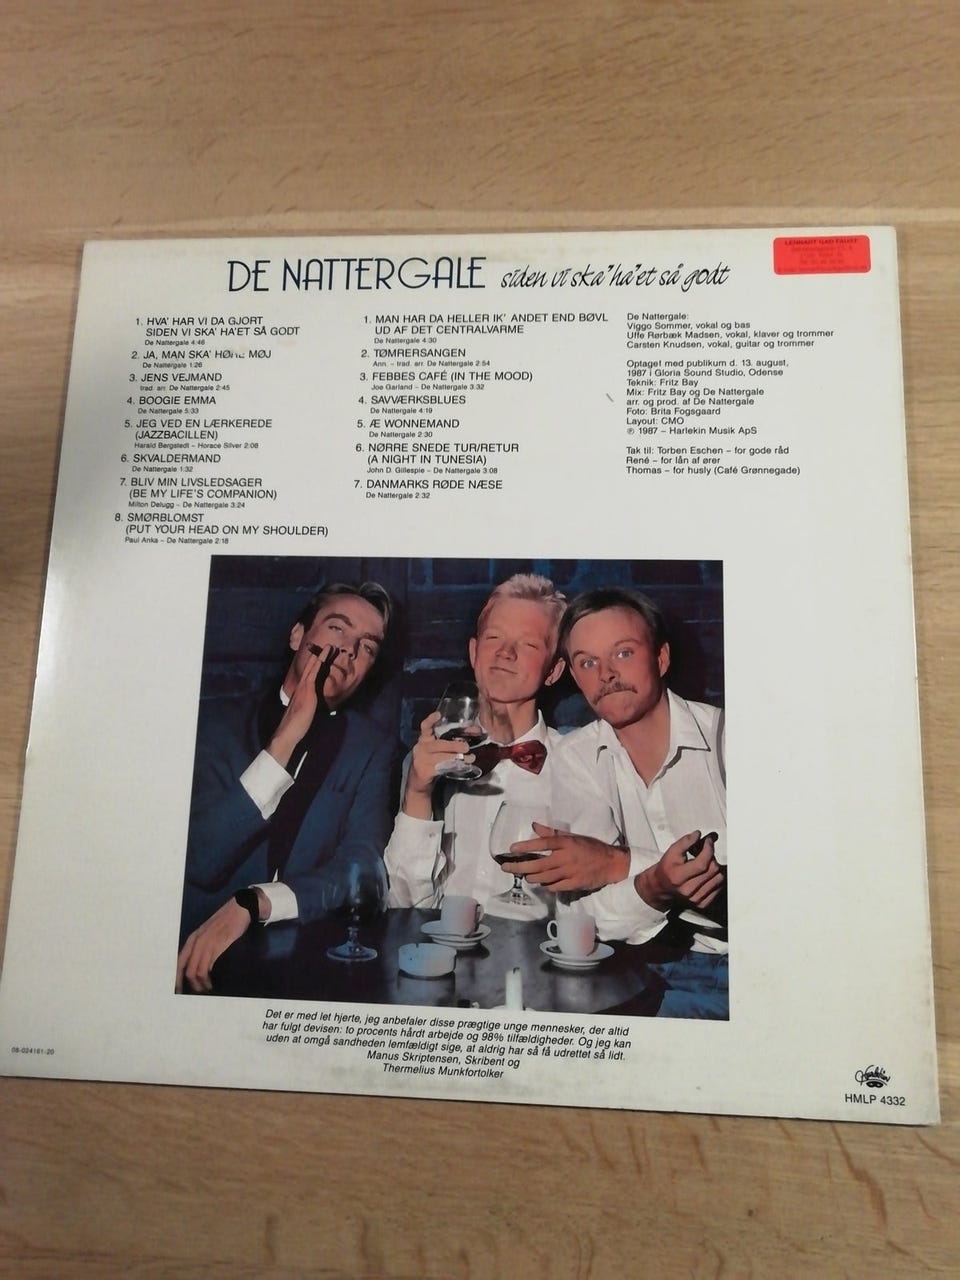 DE NATTERGALE siden vi ska' ha'et så godt
LENNART RAD FAUST
1. HVA' HAR VI DA GJORT
SIDEN VI SKA' HA'ET SÅ GODT
De Nattergale 4:46
2. JA, MAN SKA' MØJ
De Nattergale 1:26
3. JENS VEJMAND
trad. arr. De Nattergale 2:45
4. BOOGIE EMMA
De Nattergale 5:33
5. JEG VED EN LÆRKEREDE
(JAZZBACILLEN)
Harald Bergstedt – Horace Silver 2:08
6. SKVALDERMAND
De Nattergale 1:32
7. BLIV MIN LIVSLEDSAGER
(BE MY LIFE'S COMPANION)
Milton Delugg – De Nattergale 3:24
8. SMØRBLOMST
(PUT YOUR HEAD ON MY SHOULDER)
Paul Anka – De Nattergale 2:18
1. MAN HAR DA HELLER IK' ANDET END BØVL
UD AF DET CENTRALVARME
De Nattergale 4:30
2. TØMRERSANGEN
Ann. – trad. arr. De Nattergale 2:54
3. FEBBES CAFÉ (IN THE MOOD)
Joe Garland – De Nattergale 3:32
4. SAVVÆRKSBLUES
De Nattergale 4:19
5. Æ WONNEMAND
De Nattergale 2:30
6. NØRRE SNEDE TUR/RETUR
(A NIGHT IN TUNESIA)
John D. Gillespie – De Nattergale 3:08
7. DANMARKS RØDE NÆSE
De Nattergale 2:32
De Nattergale:
Viggo Sommer, vokal og bas
Uffe Rørbæk Madsen, vokal, klaver og trommer
Carsten Knudsen, vokal, guitar og trommer
Optaget med publikum d. 13. august,
1987 i Gloria Sound Studio, Odense
Teknik: Fritz Bay
Mix: Fritz Bay og De Nattergale
arr. og prod. af De Nattergale
Foto: Brita Fogsgaard
Layout: CMO
℗ 1987 – Harlekin Musik ApS
Tak til: Torben Eschen – for gode råd
René – for lån af ører
Thomas – for husly (Café Grønnegade)
Det er med let hjerte, jeg anbefaler disse prægtige unge mennesker, der altid
har fulgt devisen: to procents hårdt arbejde og 98% tilfældigheder. Og jeg kan
uden at omgå sandheden lemfældigt sige, at aldrig har så få udrettet så lidt.
Manus Skriptensen, Skribent og
Thermelius Munkfortolker
08-024161-20
Harlekin
HMLP 4332